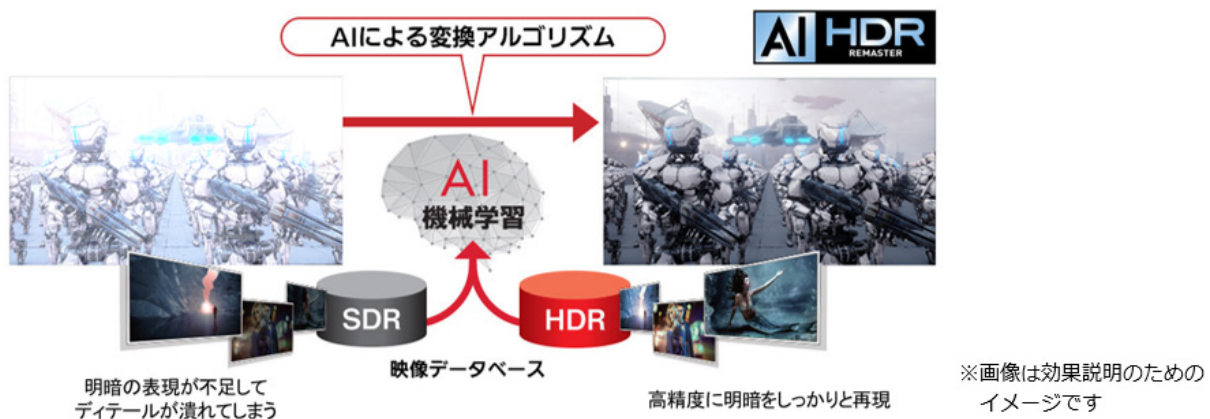 AIによる変換アルゴリズム
AI HDR
REMASTER
AI
機械学習
SDR
HDR
映像データベース
明暗の表現が不足して
ディテールが潰れてしまう
高精度に明暗をしっかりと再現
※画像は効果説明のための
イメージです